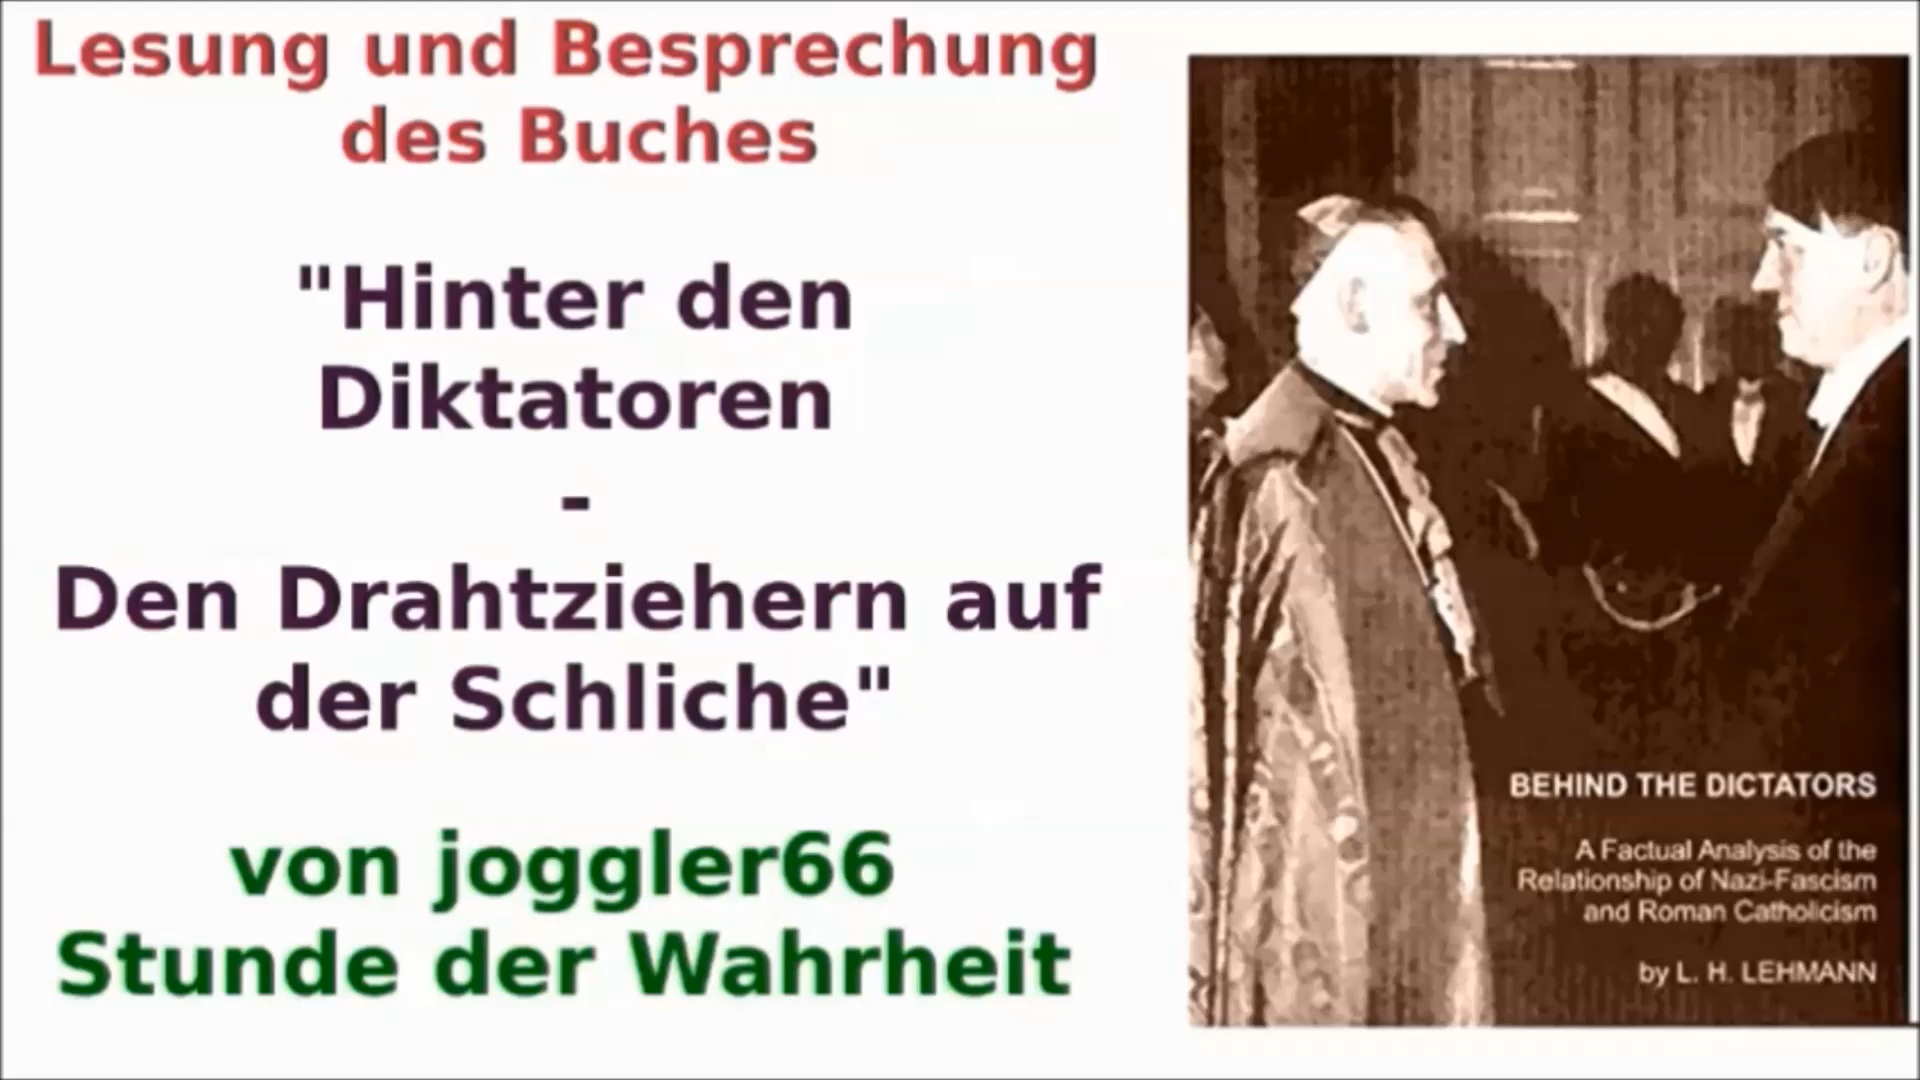 Lesung und Besprechung
des Buches
"Hinter den
Diktatoren
-
Den Drahtziehern auf
der Schliche"
von joggler66
Stunde der Wahrheit
BEHIND THE DICTATORS
A Factual Analysis of the
Relationship of Nazi-Fascism
and Roman Catholicism
by L. H. LEHMANN